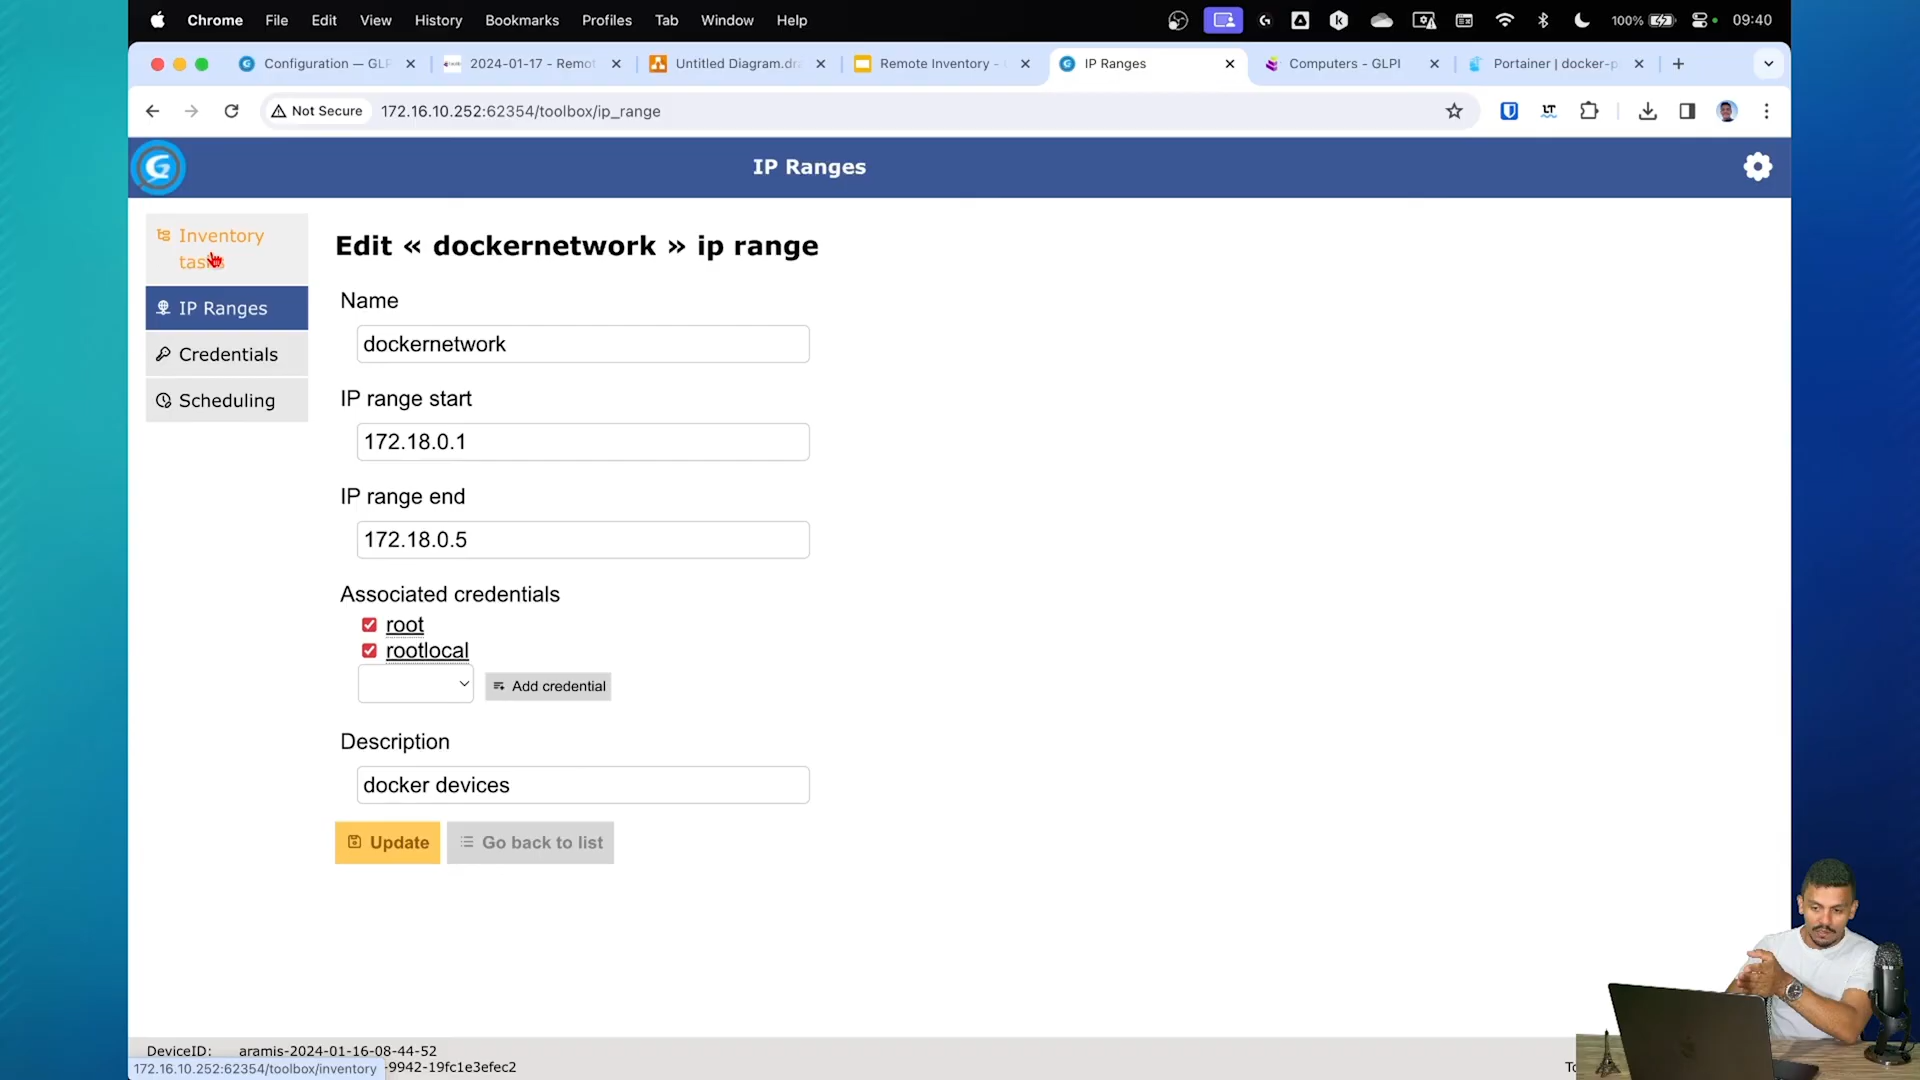 Chrome File Edit View History Bookmarks Profiles Tab Window Help 100% 09:40
Configuration — GLP 2024-01-17 - Remot Untitled Diagram.dr Remote Inventory - IP Ranges Computers - GLPI Portainer | docker-p
Not Secure 172.16.10.252:62354/toolbox/ip_range
IP Ranges
Inventory
IP Ranges
Credentials
Scheduling
Edit « dockernetwork » ip range
Name
dockernetwork
IP range start
172.18.0.1
IP range end
172.18.0.5
Associated credentials
root
rootlocal
Add credential
Description
docker devices
Update Go back to list
DeviceID: aramis-2024-01-16-08-44-52
172.16.10.252:62354/toolbox/inventory -9942-19fc1e3efec2